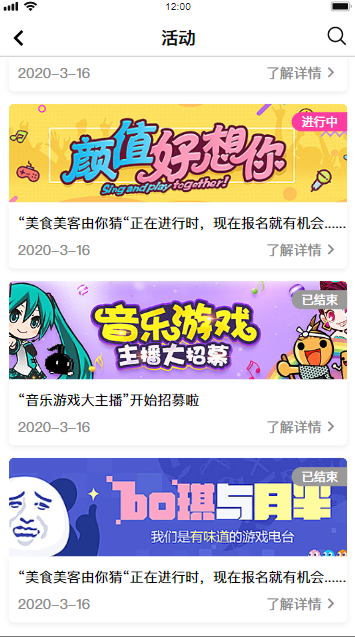 12:00
活动
2020-3-16 了解详情
进行中
颜值好想你
Sing and play together!
“美食美客由你猜“正在进行时，现在报名就有机会......
2020-3-16 了解详情
已结束
音乐游戏
主播大招募
“音乐游戏大主播”开始招募啦
2020-3-16 了解详情
已结束
bo琪与月半
我们是有味道的游戏电台
“美食美客由你猜“正在进行时，现在报名就有机会......
2020-3-16 了解详情